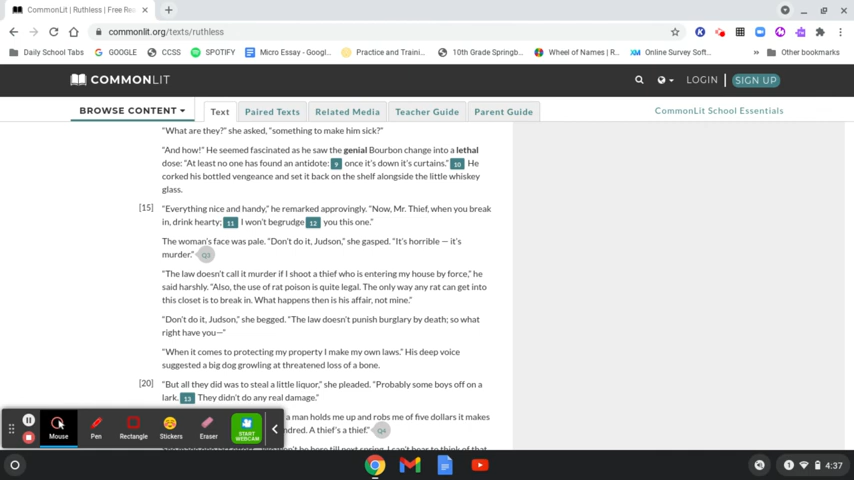 CommonLit | Ruthless | Free Rea
commonlit.org/texts/ruthless
Daily School Tabs GOOGLE CCSS SPOTIFY Micro Essay - Googl... Practice and Traini... 10th Grade Springb... Wheel of Names | R... Online Survey Soft... Other bookmarks
COMMONLIT LOGIN SIGN UP
BROWSE CONTENT Text Paired Texts Related Media Teacher Guide Parent Guide CommonLit School Essentials
“What are they?” she asked, “something to make him sick?”
“And how!” He seemed fascinated as he saw the genial Bourbon change into a lethal
dose: “At least no one has found an antidote: 9 once it’s down it’s curtains.” 10 He
corked his bottled vengeance and set it back on the shelf alongside the little whiskey
glass.
[15] “Everything nice and handy,” he remarked approvingly. “Now, Mr. Thief, when you break
in, drink hearty; 11 I won’t begrudge 12 you this one.”
The woman’s face was pale. “Don’t do it, Judson,” she gasped. “It’s horrible — it’s
murder.” Q3
“The law doesn’t call it murder if I shoot a thief who is entering my house by force,” he
said harshly. “Also, the use of rat poison is quite legal. The only way any rat can get into
this closet is to break in. What happens then is his affair, not mine.”
“Don’t do it, Judson,” she begged. “The law doesn’t punish burglary by death; so what
right have you—”
“When it comes to protecting my property I make my own laws.” His deep voice
suggested a big dog growling at threatened loss of a bone.
[20] “But all they did was to steal a little liquor,” she pleaded. “Probably some boys off on a
lark. 13 They didn’t do any real damage.”
a man holds me up and robs me of five dollars it makes
ndred. A thief’s a thief.” Q4
Mouse Pen Rectangle Stickers Eraser START WEBCAM
1 4:37